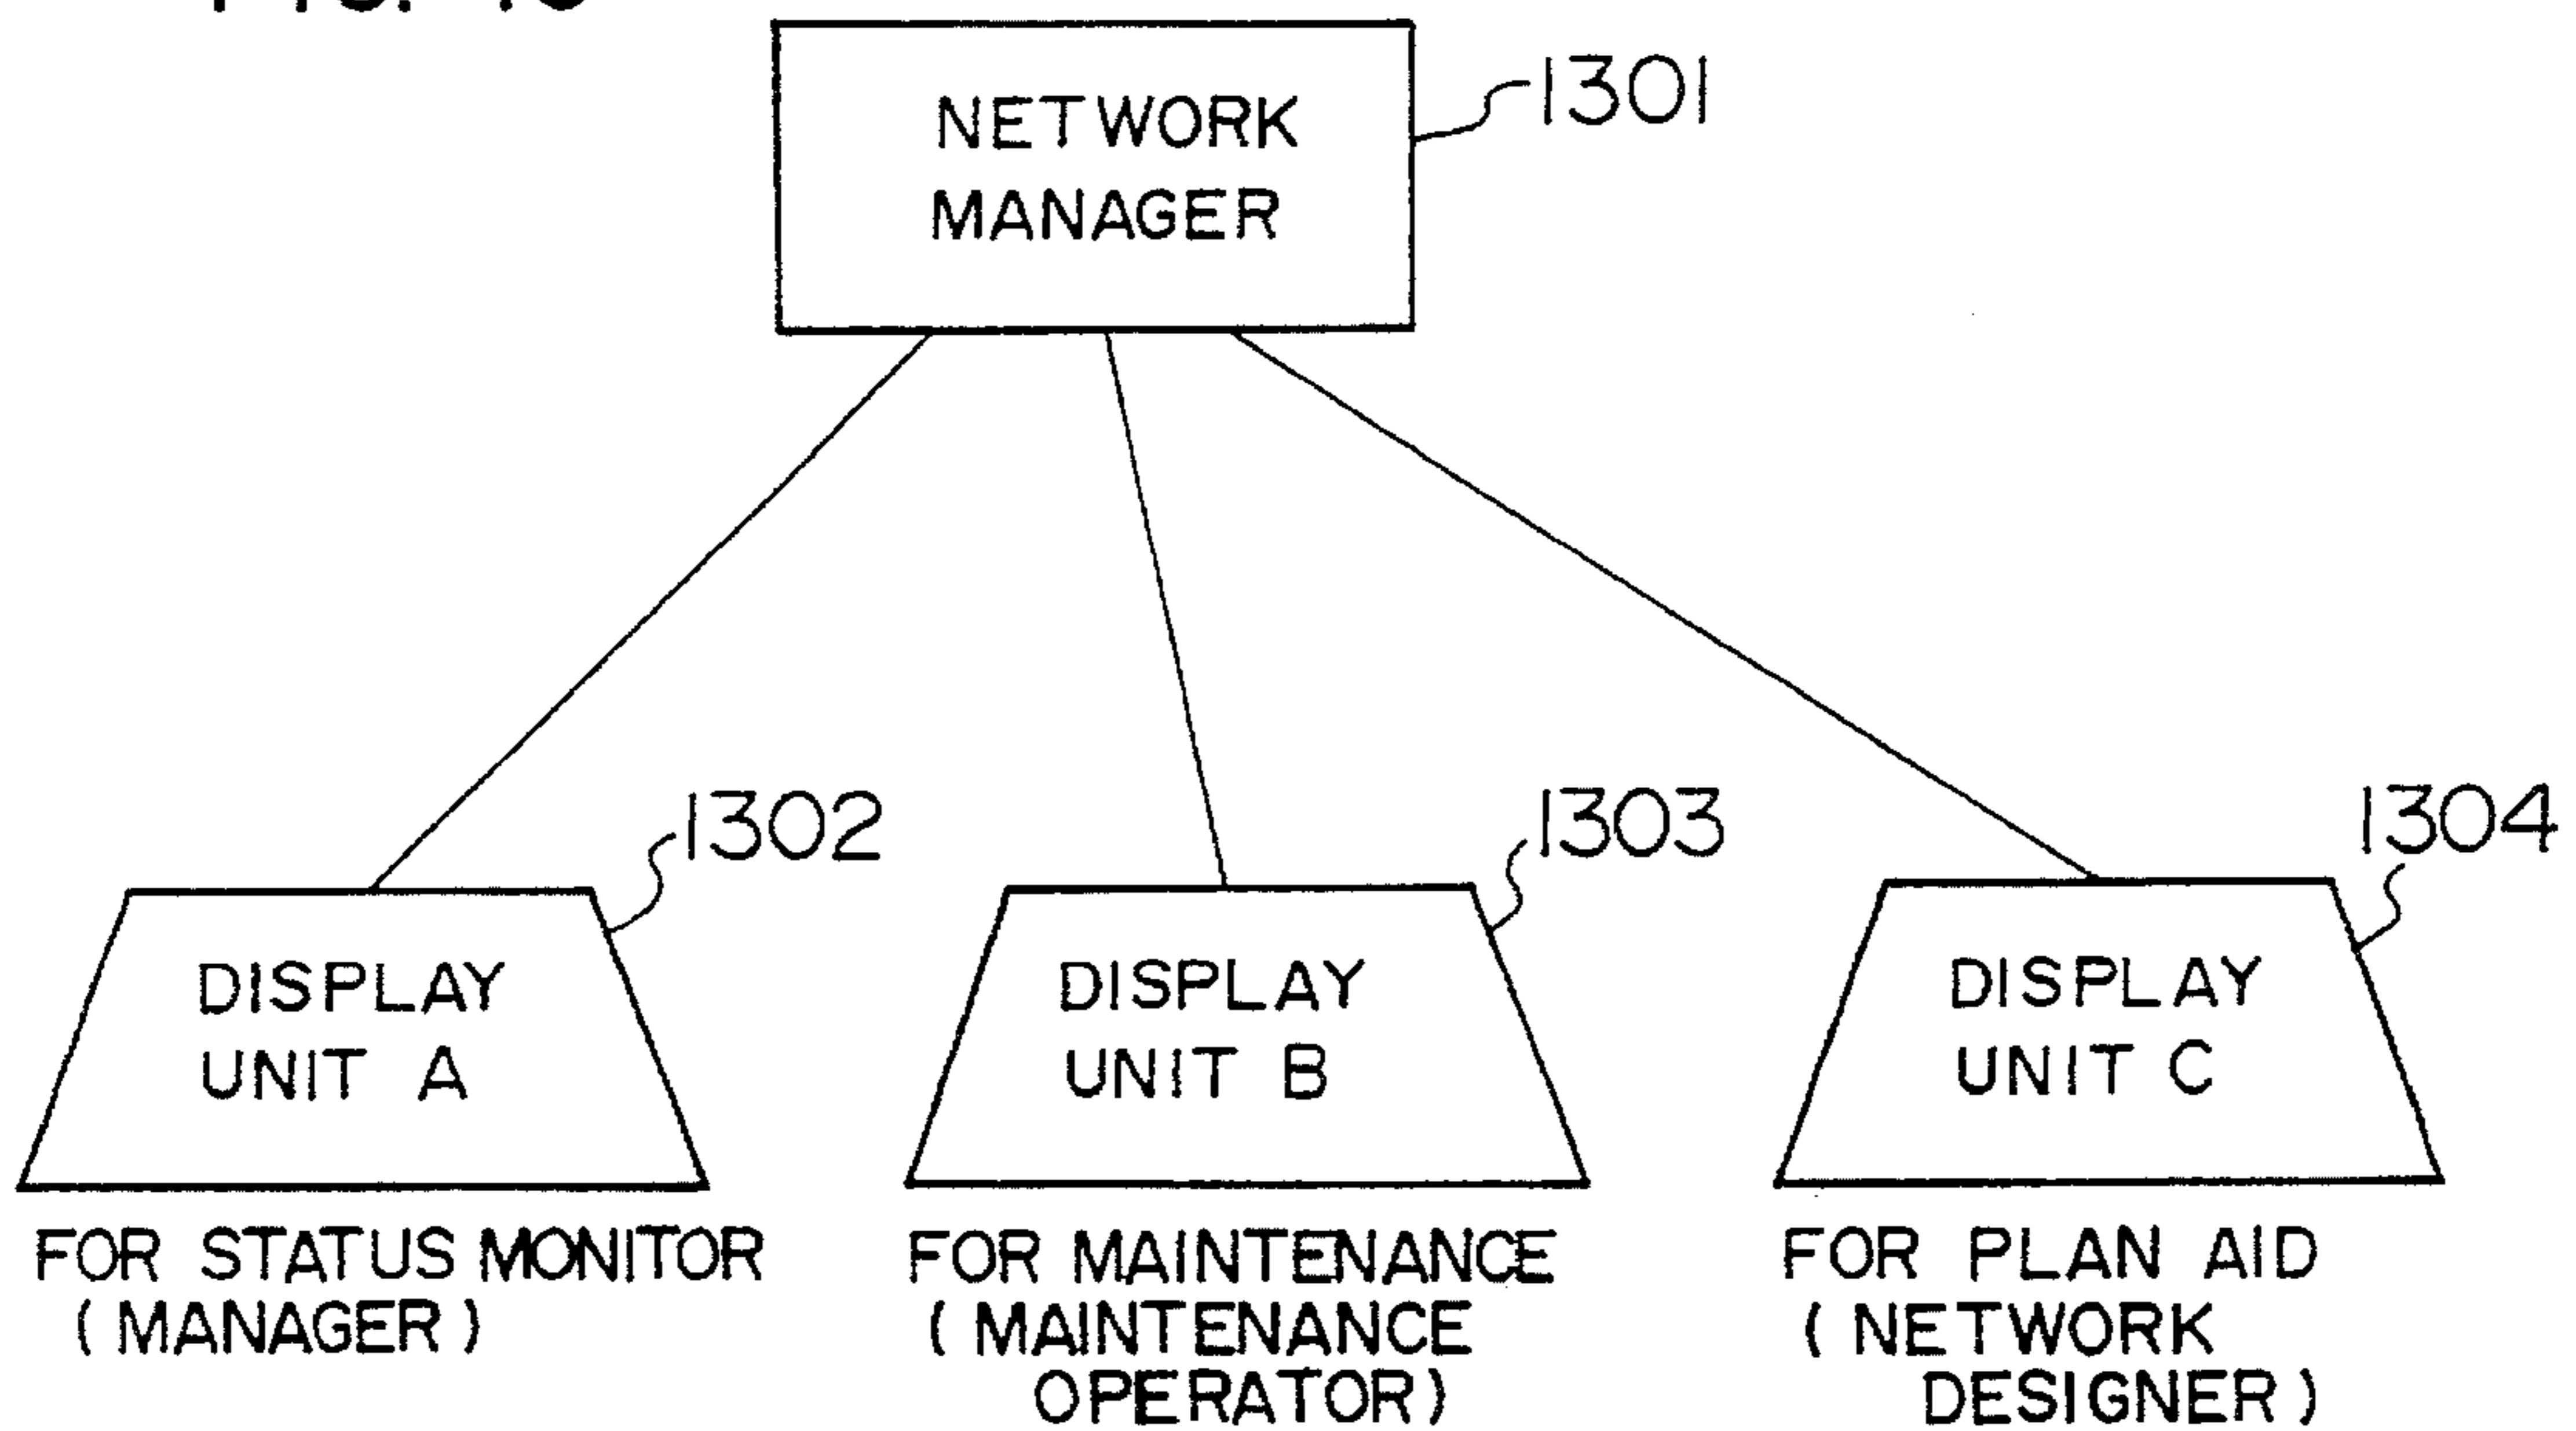 NETWORK
MANAGER
1301
1302
1303
1304
DISPLAY
UNIT A
DISPLAY
UNIT B
DISPLAY
UNIT C
FOR STATUS MONITOR
( MANAGER )
FOR MAINTENANCE
( MAINTENANCE
OPERATOR)
FOR PLAN AID
( NETWORK
DESIGNER )